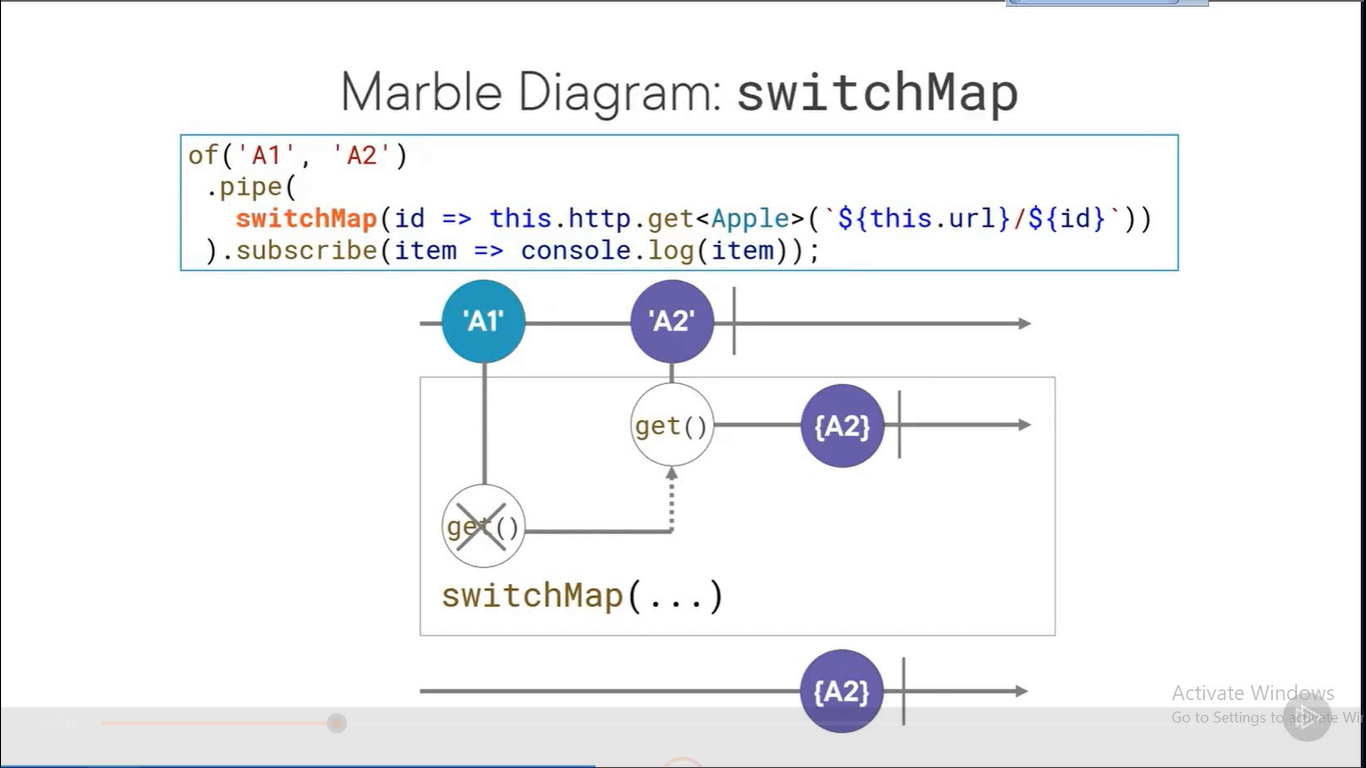 Marble Diagram: switchMap
of('A1', 'A2')
.pipe(
switchMap(id => this.http.get<Apple>(`${this.url}/${id}`))
).subscribe(item => console.log(item));
'A1'
'A2'
get()
{A2}
get()
switchMap(...)
{A2}
Activate Windows
Go to Settings to activate Wi